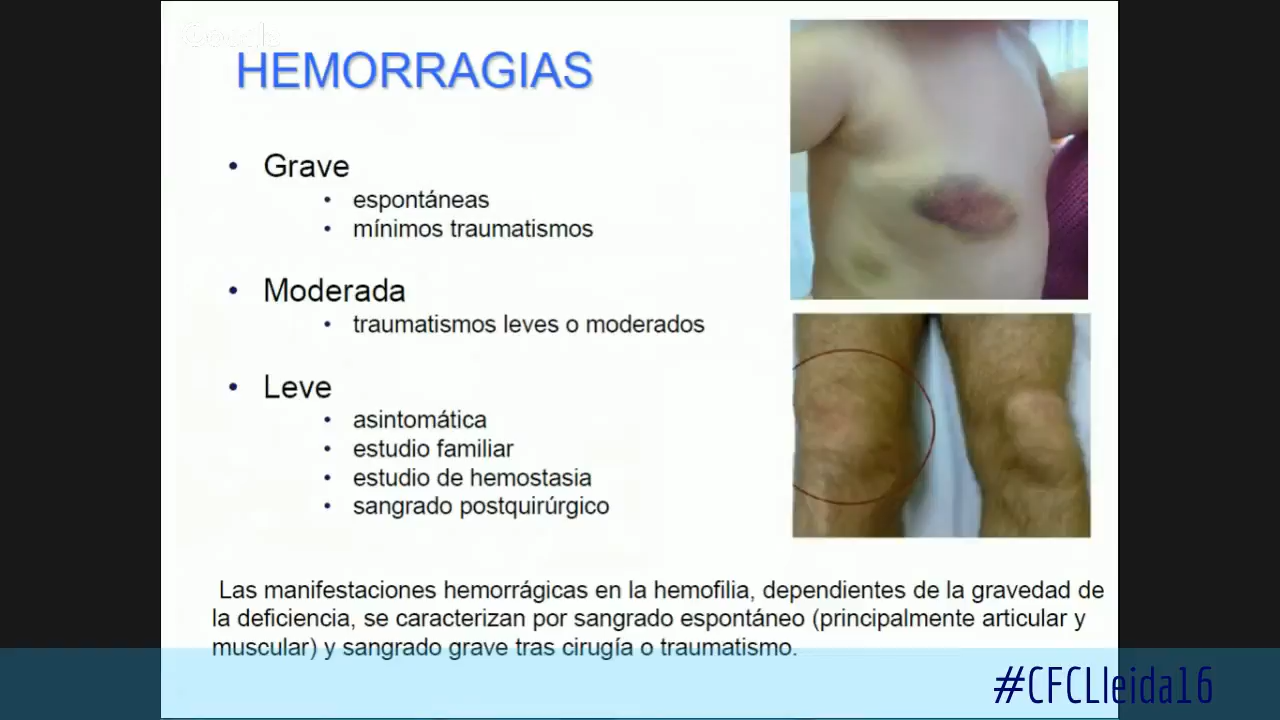 HEMORRAGIAS
• Grave
• espontáneas
• mínimos traumatismos
• Moderada
• traumatismos leves o moderados
• Leve
• asintomática
• estudio familiar
• estudio de hemostasia
• sangrado postquirúrgico
Las manifestaciones hemorrágicas en la hemofilia, dependientes de la gravedad de
la deficiencia, se caracterizan por sangrado espontáneo (principalmente articular y
muscular) y sangrado grave tras cirugía o traumatismo.
#CFCLleida16